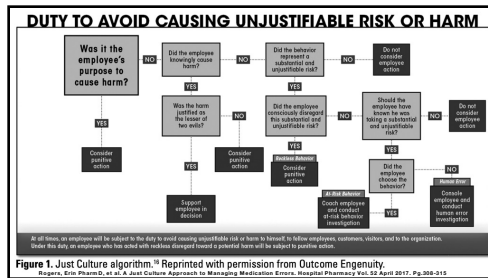 DUTY TO AVOID CAUSING UNJUSTIFIABLE RISK OR HARM
Was it the
employee's
purpose to
cause harm?
NO
Did the employee
knowingly cause
harm?
NO
Did the behavior
represent a
substantial and
unjustifiable risk?
NO
Do not
consider
employee
action
YES
YES
YES
Consider
punitive
action
Was the harm
justified as
the lesser of
two evils?
NO
Consider
punitive
action
YES
Support
employee in
decision
Did the employee
consciously disregard
this substantial and
unjustifiable risk?
NO
Should the
employee have
known he was
taking a substantial
and unjustifiable
risk?
NO
Do not
consider
employee
action
YES
Reckless Behavior
Consider
punitive
action
YES
Did the
employee
choose the
behavior?
NO
Human Error
Console
employee and
conduct
human error
investigation
YES
At-Risk Behavior
Coach employee
and conduct
at-risk behavior
investigation
At all times, an employee will be subject to the duty to avoid causing unjustifiable risk or harm to himself, to fellow employees, customers, visitors, and to the organization.
Under this duty, an employee who has acted with reckless disregard toward a potential harm will be subject to punitive action.
Figure 1. Just Culture algorithm.16 Reprinted with permission from Outcome Engenuity.
Rogers, Erin PharmD, et al. A Just Culture Approach to Managing Medication Errors. Hospital Pharmacy Vol. 52 April 2017. Pg.308-315